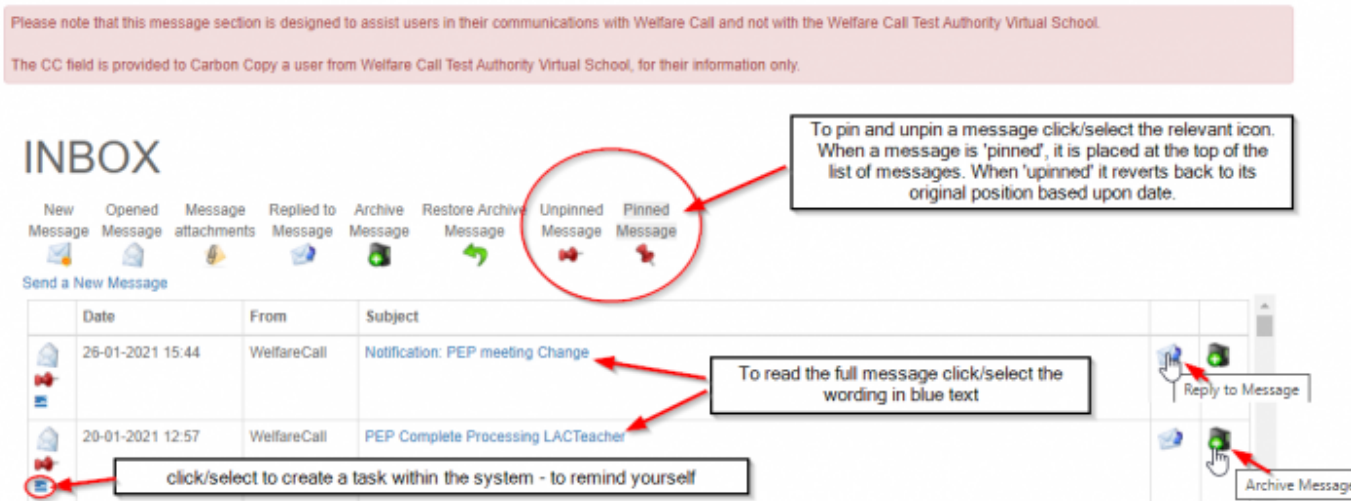 Please note that this message section is designed to assist users in their communications with Welfare Call and not with the Welfare Call Test Authority Virtual School.
The CC field is provided to Carbon Copy a user from Welfare Call Test Authority Virtual School, for their information only.
To pin and unpin a message click/select the relevant icon.
When a message is 'pinned', it is placed at the top of the
list of messages. When 'upinned' it reverts back to its
original position based upon date.
INBOX
New Message
Opened Message
Message attachments
Replied to Message
Archive Message
Restore Archive Message
Unpinned Message
Pinned Message
Send a New Message
Date From Subject
26-01-2021 15:44 WelfareCall Notification: PEP meeting Change
To read the full message click/select the
wording in blue text
Reply to Message
20-01-2021 12:57 WelfareCall PEP Complete Processing LACTeacher
click/select to create a task within the system - to remind yourself
Archive Message